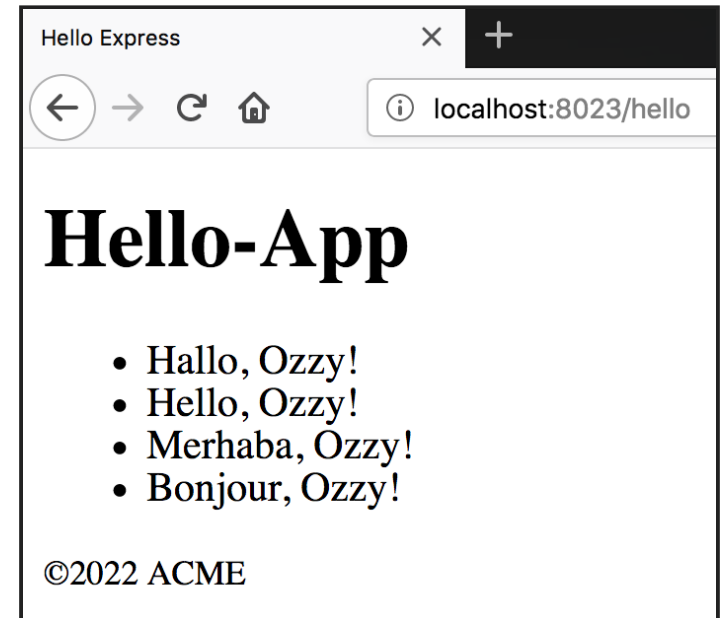 Hello Express
localhost:8023/hello
Hello-App
Hallo, Ozzy!
Hello, Ozzy!
Merhaba, Ozzy!
Bonjour, Ozzy!
©2022 ACME